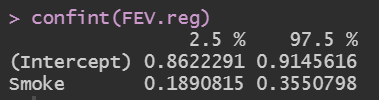 > confint(FEV.reg)
2.5 % 97.5 %
(Intercept) 0.8622291 0.9145616
Smoke 0.1890815 0.3550798